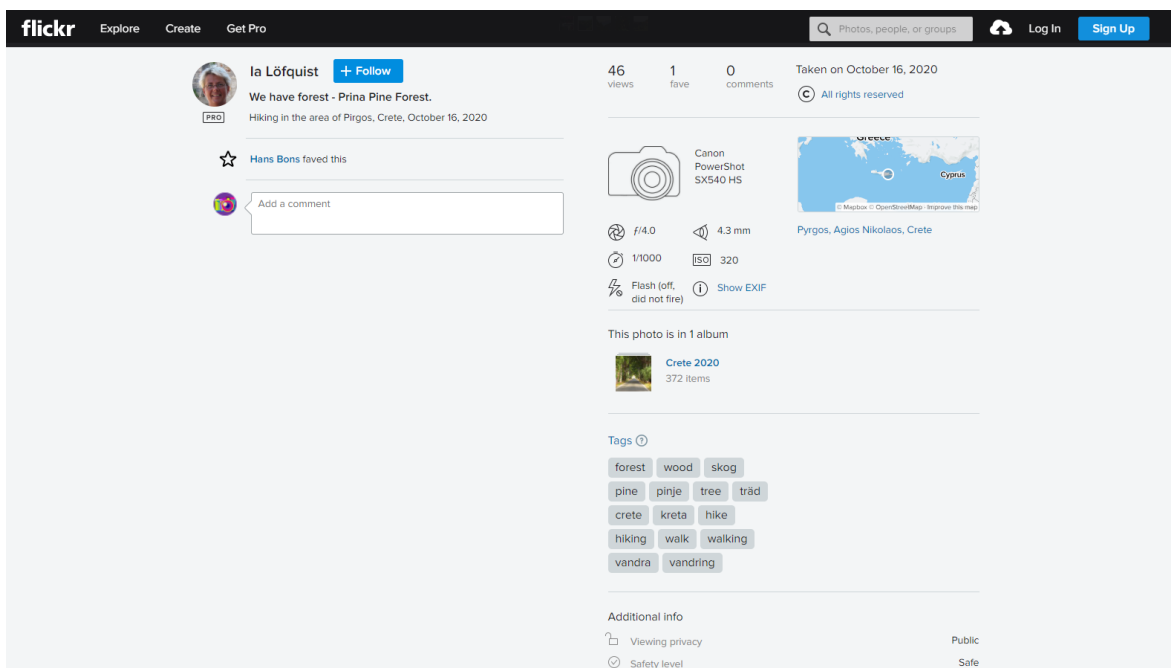 flickr Explore Create Get Pro Photos, people, or groups Log In Sign Up
Ia Löfquist + Follow
We have forest - Prina Pine Forest.
PRO Hiking in the area of Pirgos, Crete, October 16, 2020
Hans Bons faved this
Add a comment
46 1 0
views fave comments
Canon
PowerShot
SX540 HS
ƒ/4.0 4.3 mm
1/1000 ISO 320
Flash (off, Show EXIF
did not fire)
Taken on October 16, 2020
© All rights reserved
Greece
Cyprus
© Mapbox © OpenStreetMap · Improve this map
Pyrgos, Agios Nikolaos, Crete
This photo is in 1 album
Crete 2020
372 items
Tags ?
forest wood skog
pine pinje tree träd
crete kreta hike
hiking walk walking
vandra vandring
Additional info
Viewing privacy Public
Safety level Safe